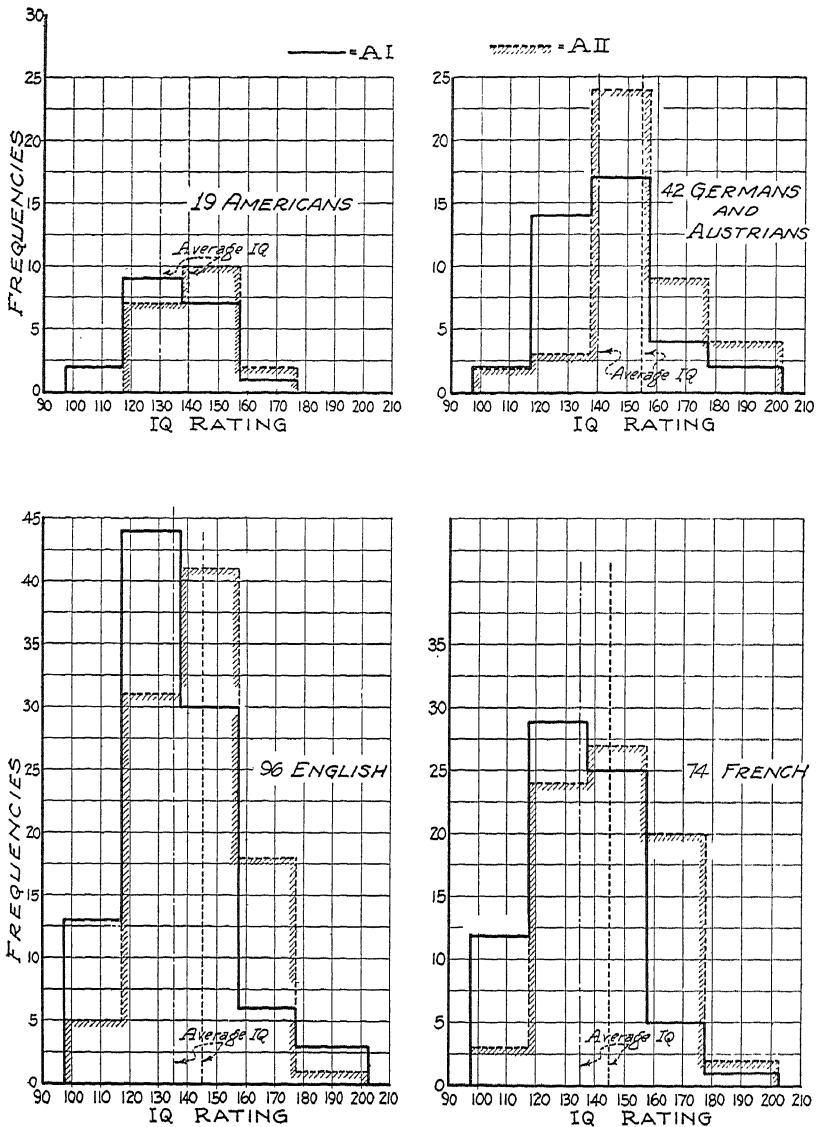 30
= A I
= A II
25
20
15
10
5
0
FREQUENCIES
19 AMERICANS
Average IQ
90 100 110 120 130 140 150 160 170 180 190 200 210
IQ RATING
25
20
15
10
5
0
42 GERMANS
AND
AUSTRIANS
Average IQ
90 100 110 120 130 140 150 160 170 180 190 200 210
IQ RATING
45
40
35
30
25
20
15
10
5
0
FREQUENCIES
96 ENGLISH
Average IQ
90 100 110 120 130 140 150 160 170 180 190 200 210
IQ RATING
35
30
25
20
15
10
5
0
74 FRENCH
Average IQ
90 100 110 120 130 140 150 160 170 180 190 200 210
IQ RATING